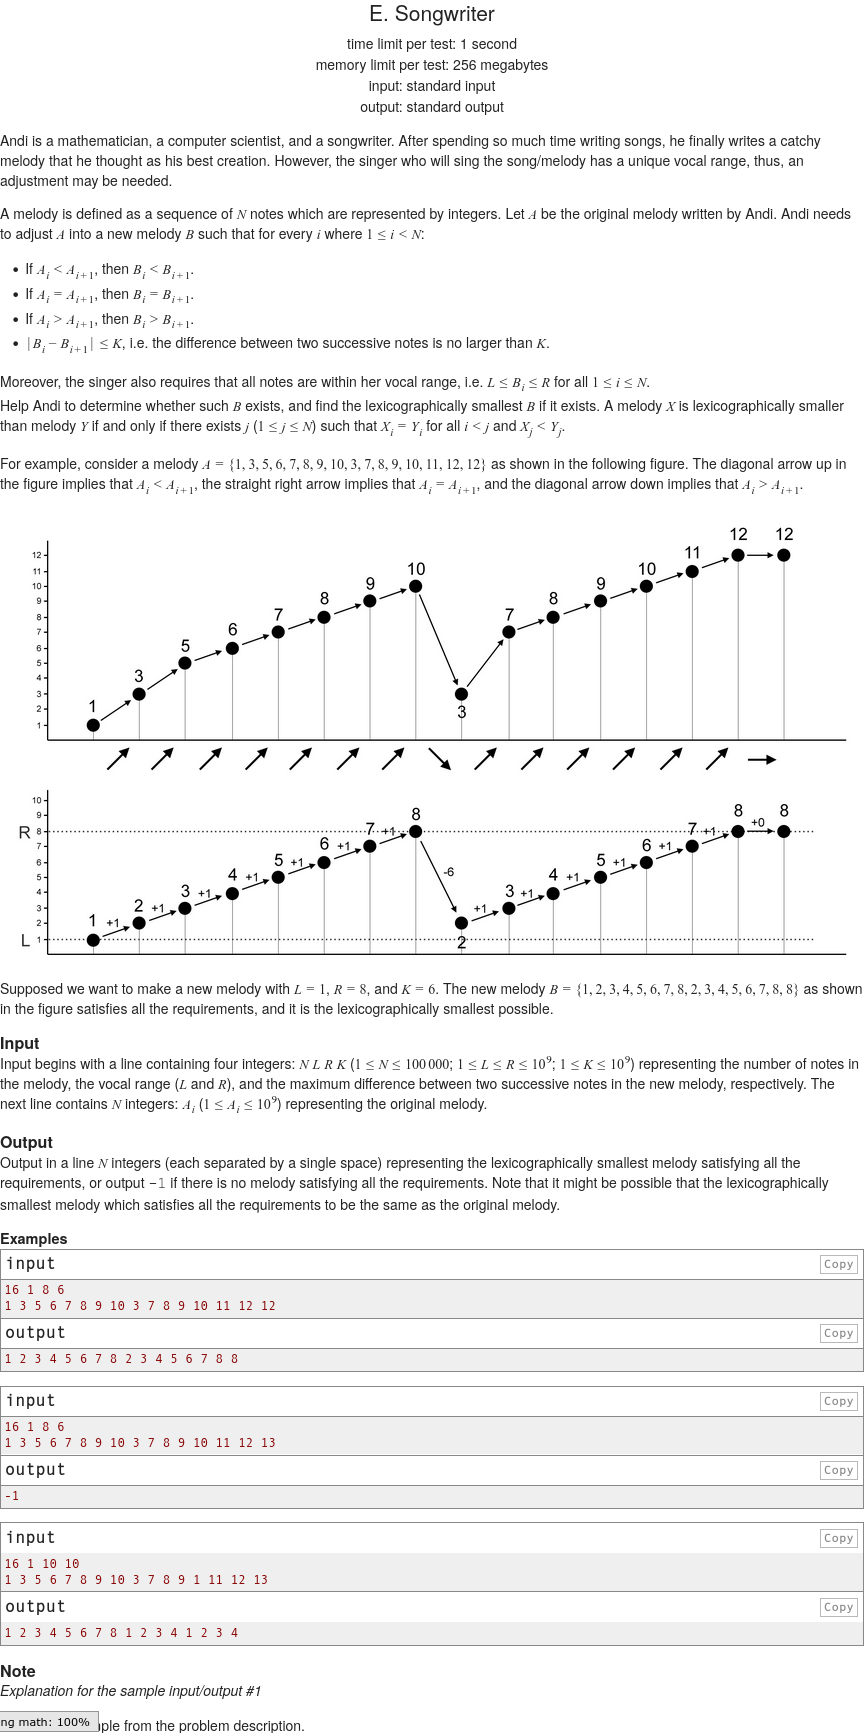 E. Songwriter
time limit per test: 1 second
memory limit per test: 256 megabytes
input: standard input
output: standard output
Andi is a mathematician, a computer scientist, and a songwriter. After spending so much time writing songs, he finally writes a catchy
melody that he thought as his best creation. However, the singer who will sing the song/melody has a unique vocal range, thus, an
adjustment may be needed.
A melody is defined as a sequence of N notes which are represented by integers. Let A be the original melody written by Andi. Andi needs
to adjust A into a new melody B such that for every i where 1 ≤ i < N:
• If A_i < A_{i+1}, then B_i < B_{i+1}.
• If A_i = A_{i+1}, then B_i = B_{i+1}.
• If A_i > A_{i+1}, then B_i > B_{i+1}.
• |B_i − B_{i+1}| ≤ K, i.e. the difference between two successive notes is no larger than K.
Moreover, the singer also requires that all notes are within her vocal range, i.e. L ≤ B_i ≤ R for all 1 ≤ i ≤ N.
Help Andi to determine whether such B exists, and find the lexicographically smallest B if it exists. A melody X is lexicographically smaller
than melody Y if and only if there exists j (1 ≤ j ≤ N) such that X_i = Y_i for all i < j and X_j < Y_j.
For example, consider a melody A = {1, 3, 5, 6, 7, 8, 9, 10, 3, 7, 8, 9, 10, 11, 12, 12} as shown in the following figure. The diagonal arrow up in
the figure implies that A_i < A_{i+1}, the straight right arrow implies that A_i = A_{i+1}, and the diagonal arrow down implies that A_i > A_{i+1}.
12
11
10
9
8
7
6
5
4
3
2
1
1 3 5 6 7 8 9 10 3 7 8 9 10 11 12 12
10
9
R 8
7
6
5
4
3
2
L 1
1 2 3 4 5 6 7 8 2 3 4 5 6 7 8 8
+1 +1 +1 +1 +1 +1 +1 -6 +1 +1 +1 +1 +1 +1 +0
Supposed we want to make a new melody with L = 1, R = 8, and K = 6. The new melody B = {1, 2, 3, 4, 5, 6, 7, 8, 2, 3, 4, 5, 6, 7, 8, 8} as shown
in the figure satisfies all the requirements, and it is the lexicographically smallest possible.
Input
Input begins with a line containing four integers: N L R K (1 ≤ N ≤ 100 000; 1 ≤ L ≤ R ≤ 10^9; 1 ≤ K ≤ 10^9) representing the number of notes in
the melody, the vocal range (L and R), and the maximum difference between two successive notes in the new melody, respectively. The
next line contains N integers: A_i (1 ≤ A_i ≤ 10^9) representing the original melody.
Output
Output in a line N integers (each separated by a single space) representing the lexicographically smallest melody satisfying all the
requirements, or output −1 if there is no melody satisfying all the requirements. Note that it might be possible that the lexicographically
smallest melody which satisfies all the requirements to be the same as the original melody.
Examples
input
Copy
16 1 8 6
1 3 5 6 7 8 9 10 3 7 8 9 10 11 12 12
output
Copy
1 2 3 4 5 6 7 8 2 3 4 5 6 7 8 8
input
Copy
16 1 8 6
1 3 5 6 7 8 9 10 3 7 8 9 10 11 12 13
output
Copy
-1
input
Copy
16 1 10 10
1 3 5 6 7 8 9 10 3 7 8 9 1 11 12 13
output
Copy
1 2 3 4 5 6 7 8 1 2 3 4 1 2 3 4
Note
Explanation for the sample input/output #1
ng math: 100%
ple from the problem description.